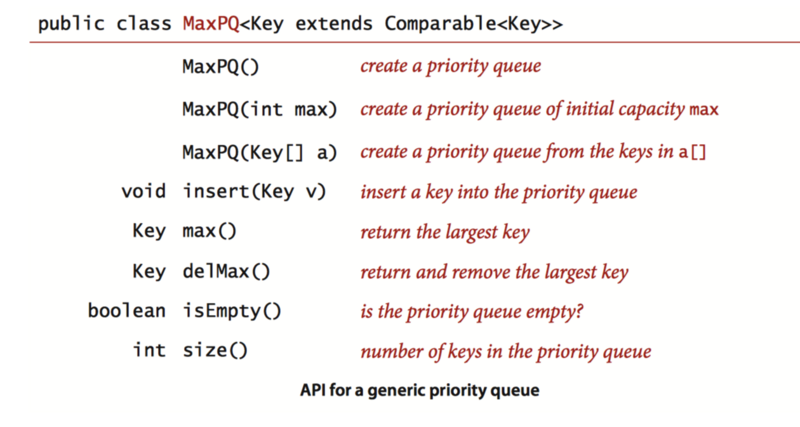 public class MaxPQ<Key extends Comparable<Key>>
MaxPQ() create a priority queue
MaxPQ(int max) create a priority queue of initial capacity max
MaxPQ(Key[] a) create a priority queue from the keys in a[]
void insert(Key v) insert a key into the priority queue
Key max() return the largest key
Key delMax() return and remove the largest key
boolean isEmpty() is the priority queue empty?
int size() number of keys in the priority queue
API for a generic priority queue